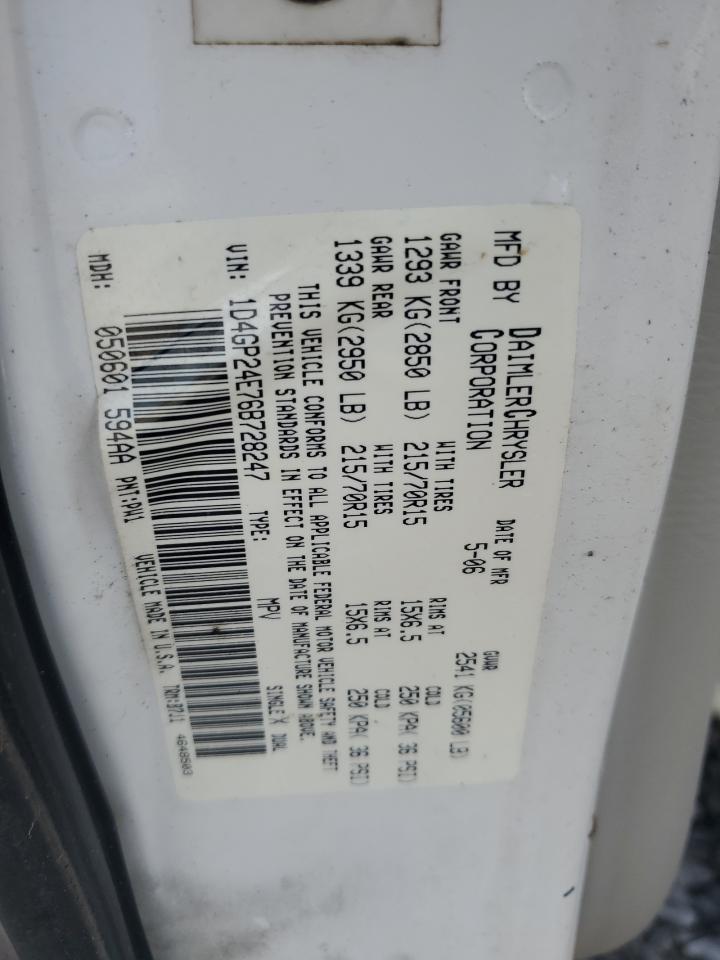 MFD BY DAIMLERCHRYSLER CORPORATION
DATE OF MFR 5-06
GVWR 2541 KG(05600 LB)
GAWR FRONT WITH TIRES RIMS AT COLD
1293 KG(2850 LB) 215/70R15 15X6.5 250 KPA( 36 PSI)
GAWR REAR WITH TIRES RIMS AT COLD
1339 KG(2950 LB) 215/70R15 15X6.5 250 KPA( 36 PSI)
THIS VEHICLE CONFORMS TO ALL APPLICABLE FEDERAL MOTOR VEHICLE SAFETY AND THEFT
PREVENTION STANDARDS IN EFFECT ON THE DATE OF MANUFACTURE SHOWN ABOVE.
VIN: 1D4GP24E76B728247 TYPE: MPV SINGLE X DUAL
MDH: 050601 594AA PNT:PW1 VEHICLE MADE IN U.S.A. TRM:B7J1 4648503